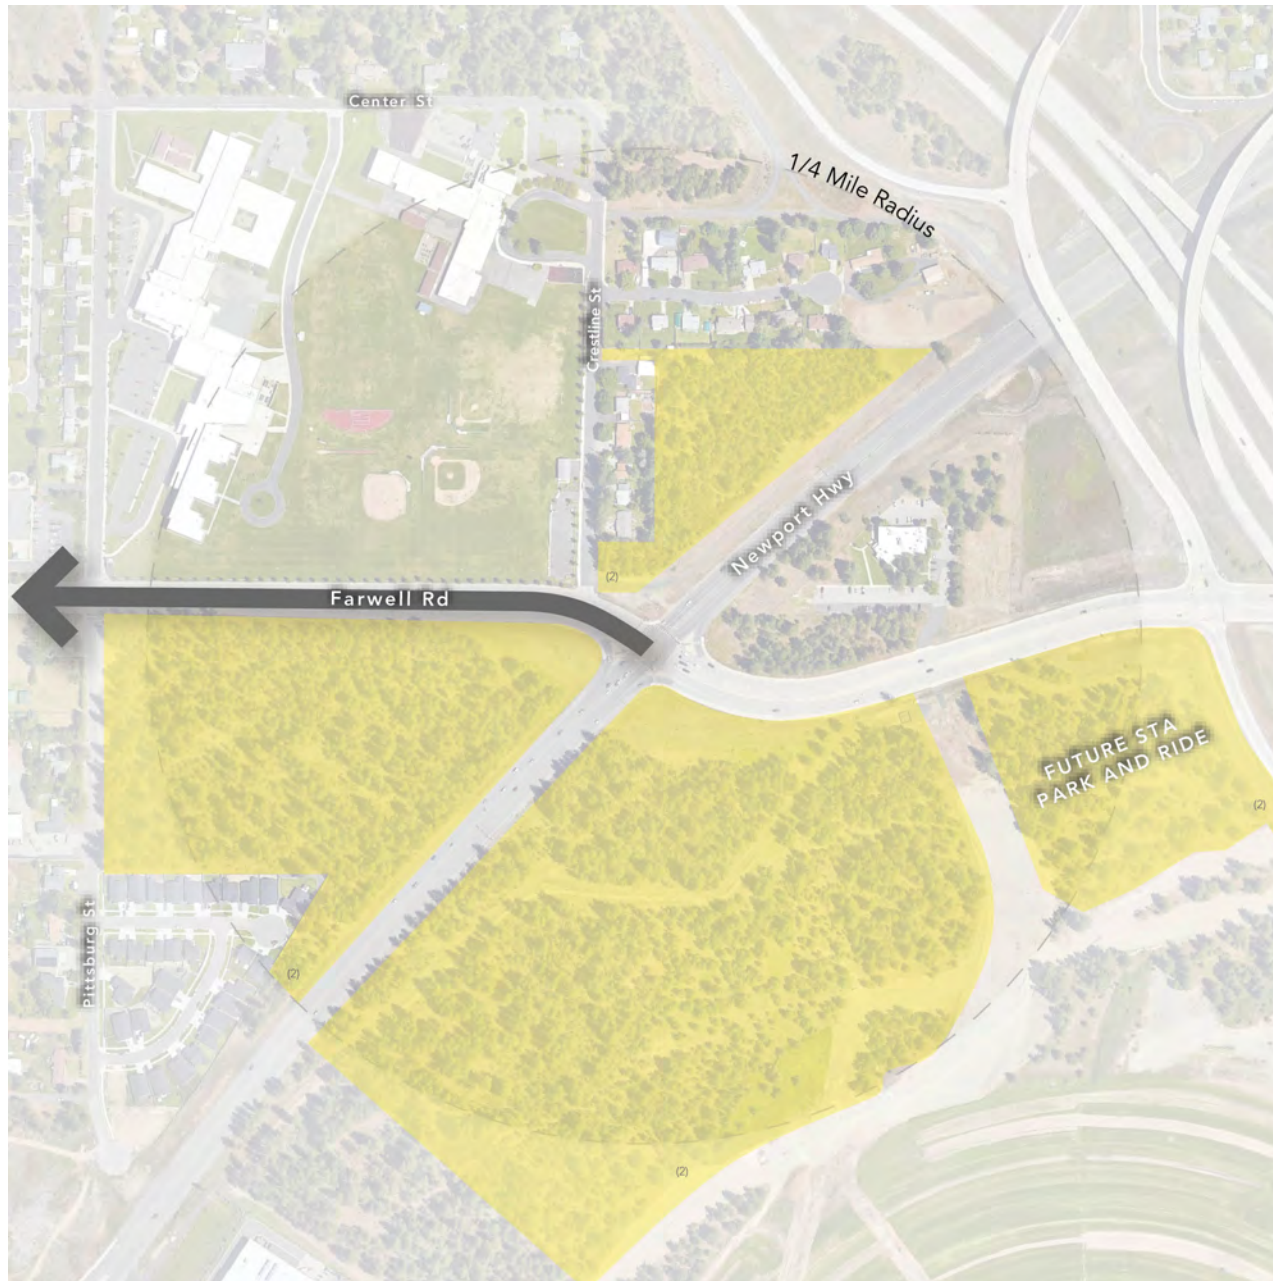 Center St
1/4 Mile Radius
Crestline St
Newport Hwy
(2)
Farwell Rd
FUTURE STA
PARK AND RIDE
(2)
Pittsburg St
(2)
(2)